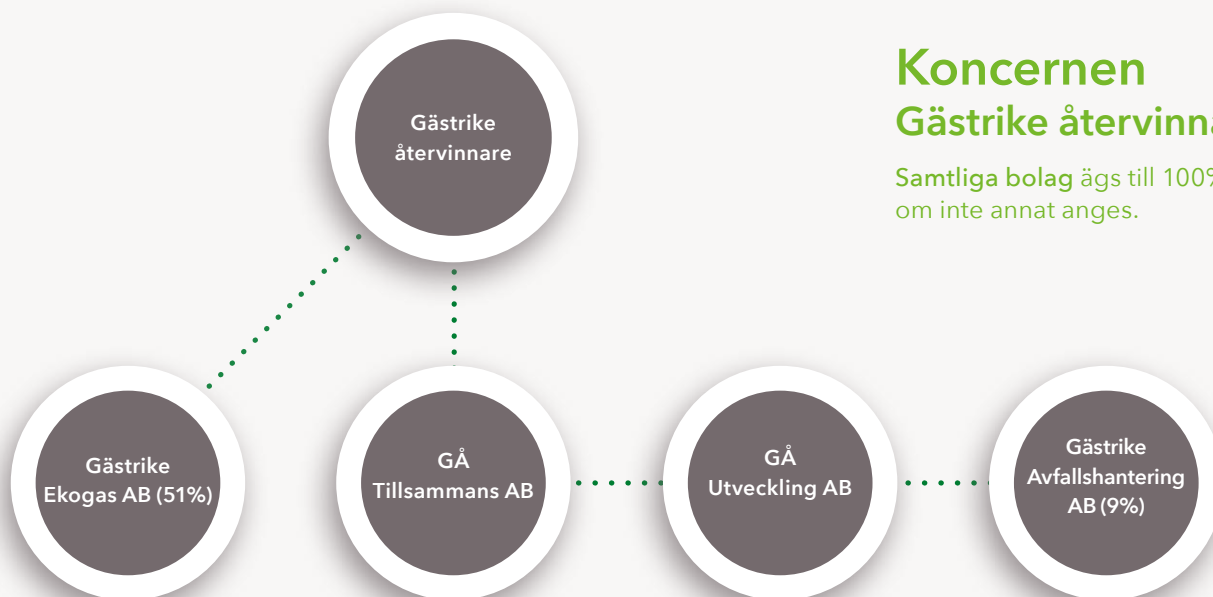 Koncernen
Gästrike återvinna
Samtliga bolag ägs till 100%
om inte annat anges.
Gästrike
återvinnare
Gästrike
Ekogas AB (51%)
GÅ
Tillsammans AB
GÅ
Utveckling AB
Gästrike
Avfallshantering
AB (9%)